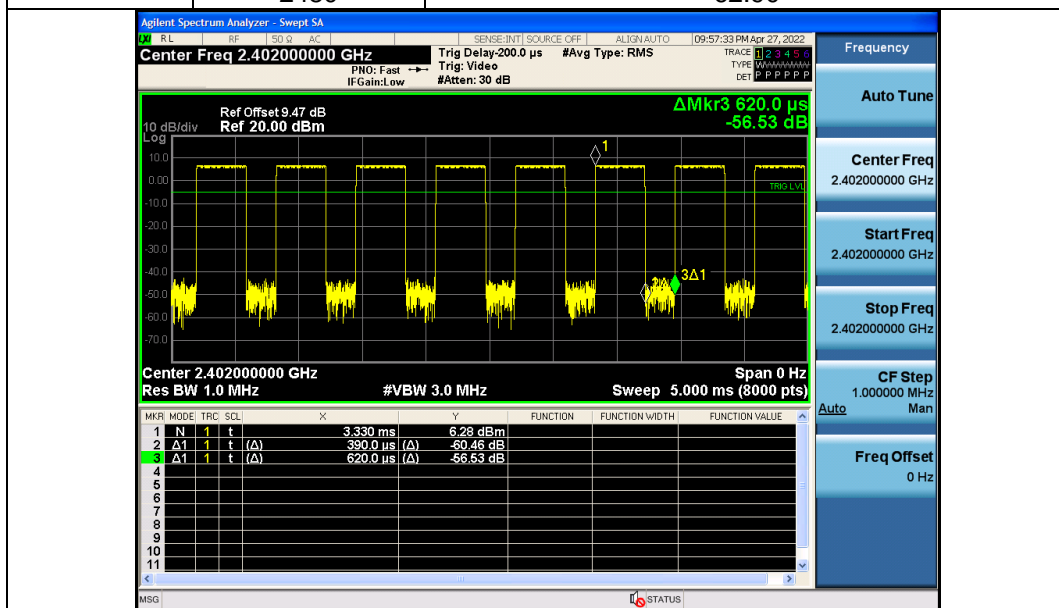 Agilent Spectrum Analyzer - Swept SA
RL RF 50 Ω AC SENSE:INT SOURCE OFF ALIGN AUTO 09:57:33 PM Apr 27, 2022
Center Freq 2.402000000 GHz
Trig Delay-200.0 µs #Avg Type: RMS
TRACE 1 2 3 4 5 6
PNO: Fast Trig: Video
TYPE
IFGain:Low #Atten: 30 dB
DET P P P P P P
Frequency
Ref Offset 9.47 dB
10 dB/div Ref 20.00 dBm
ΔMkr3 620.0 µs
-56.53 dB
Log
10.0
0.00
-10.0
-20.0
-30.0
-40.0
-50.0
-60.0
-70.0
1
TRIG LVL
3Δ1
Center 2.402000000 GHz Span 0 Hz
Res BW 1.0 MHz #VBW 3.0 MHz Sweep 5.000 ms (8000 pts)
MKR MODE TRC SCL X Y FUNCTION FUNCTION WIDTH FUNCTION VALUE
1 N 1 t 3.330 ms 6.28 dBm
2 Δ1 1 t (Δ) 390.0 µs (Δ) -60.46 dB
3 Δ1 1 t (Δ) 620.0 µs (Δ) -56.53 dB
4
5
6
7
8
9
10
11
Auto Tune
Center Freq
2.402000000 GHz
Start Freq
2.402000000 GHz
Stop Freq
2.402000000 GHz
CF Step
1.000000 MHz
Auto Man
Freq Offset
0 Hz
MSG STATUS